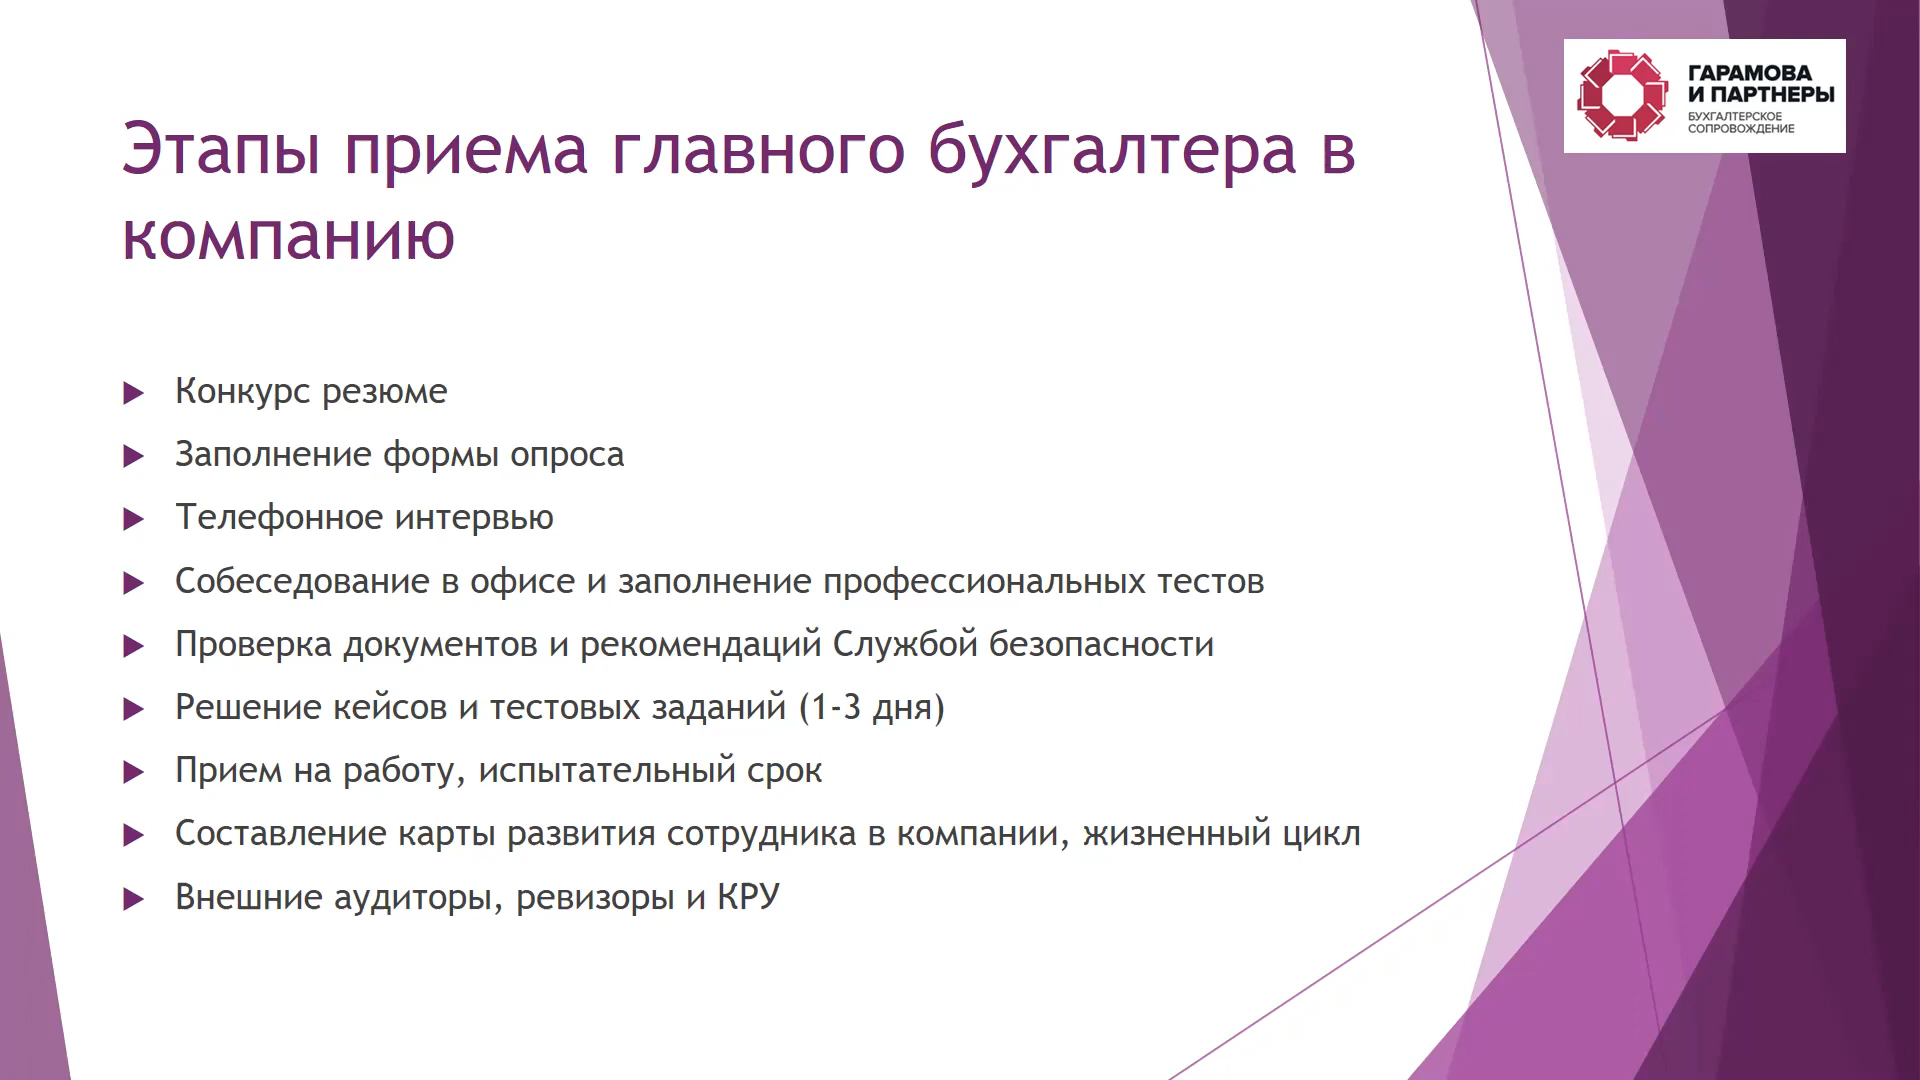 ГАРАМОВА
И ПАРТНЕРЫ
БУХГАЛТЕРСКОЕ
СОПРОВОЖДЕНИЕ
Этапы приема главного бухгалтера в
компанию
Конкурс резюме
Заполнение формы опроса
Телефонное интервью
Собеседование в офисе и заполнение профессиональных тестов
Проверка документов и рекомендаций Службой безопасности
Решение кейсов и тестовых заданий (1-3 дня)
Прием на работу, испытательный срок
Составление карты развития сотрудника в компании, жизненный цикл
Внешние аудиторы, ревизоры и КРУ